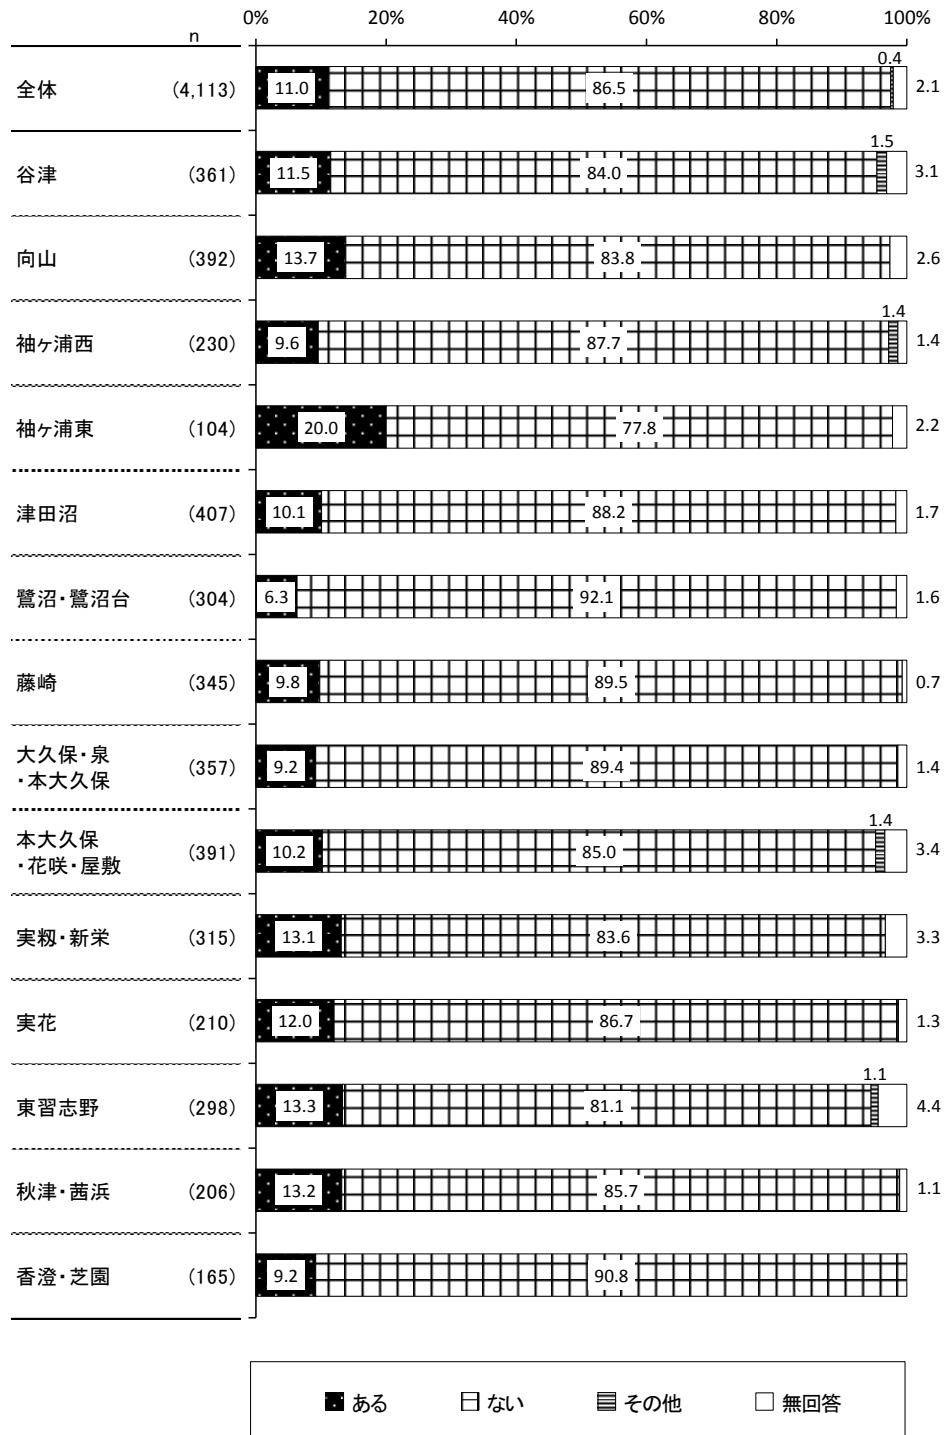 0% 20% 40% 60% 80% 100%
n
0.4
全体 (4,113) 11.0 86.5 2.1
1.5
谷津 (361) 11.5 84.0 3.1
向山 (392) 13.7 83.8 2.6
1.4
袖ヶ浦西 (230) 9.6 87.7 1.4
袖ヶ浦東 (104) 20.0 77.8 2.2
津田沼 (407) 10.1 88.2 1.7
鷺沼・鷺沼台 (304) 6.3 92.1 1.6
藤崎 (345) 9.8 89.5 0.7
大久保・泉
・本大久保 (357) 9.2 89.4 1.4
1.4
本大久保
・花咲・屋敷 (391) 10.2 85.0 3.4
実籾・新栄 (315) 13.1 83.6 3.3
実花 (210) 12.0 86.7 1.3
1.1
東習志野 (298) 13.3 81.1 4.4
秋津・茜浜 (206) 13.2 85.7 1.1
香澄・芝園 (165) 9.2 90.8
ある ない その他 無回答